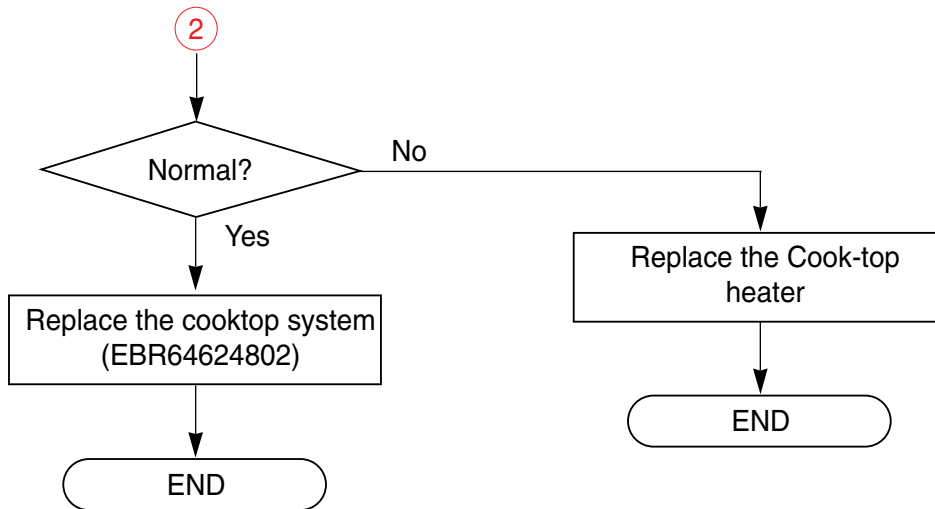 2
Normal?
No
Yes
Replace the Cook-top
heater
Replace the cooktop system
(EBR64624802)
END
END